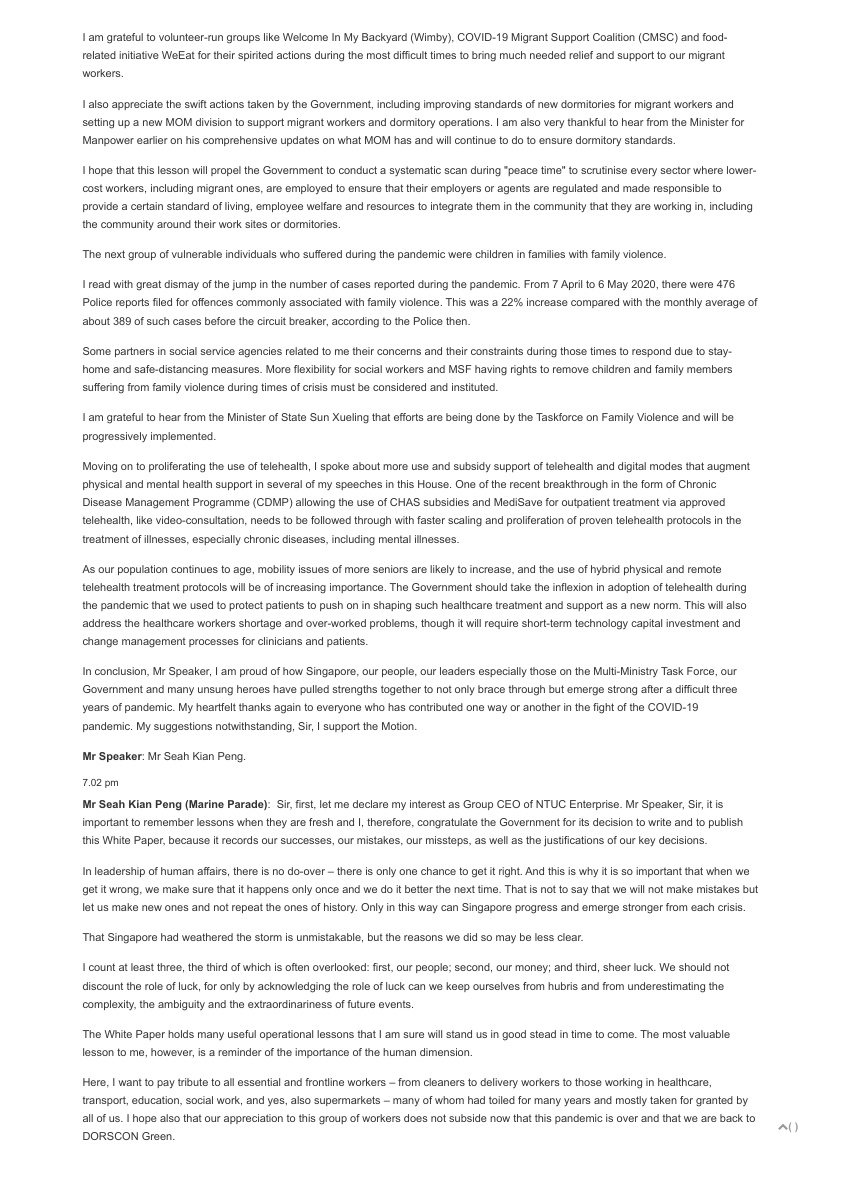 I am grateful to volunteer-run groups like Welcome In My Backyard (Wimby), COVID-19 Migrant Support Coalition (CMSC) and food-
related initiative WeEat for their spirited actions during the most difficult times to bring much needed relief and support to our migrant
workers.
I also appreciate the swift actions taken by the Government, including improving standards of new dormitories for migrant workers and
setting up a new MOM division to support migrant workers and dormitory operations. I am also very thankful to hear from the Minister for
Manpower earlier on his comprehensive updates on what MOM has and will continue to do to ensure dormitory standards.
I hope that this lesson will propel the Government to conduct a systematic scan during "peace time" to scrutinise every sector where lower-
cost workers, including migrant ones, are employed to ensure that their employers or agents are regulated and made responsible to
provide a certain standard of living, employee welfare and resources to integrate them in the community that they are working in, including
the community around their work sites or dormitories.
The next group of vulnerable individuals who suffered during the pandemic were children in families with family violence.
I read with great dismay of the jump in the number of cases reported during the pandemic. From 7 April to 6 May 2020, there were 476
Police reports filed for offences commonly associated with family violence. This was a 22% increase compared with the monthly average of
about 389 of such cases before the circuit breaker, according to the Police then.
Some partners in social service agencies related to me their concerns and their constraints during those times to respond due to stay-
home and safe-distancing measures. More flexibility for social workers and MSF having rights to remove children and family members
suffering from family violence during times of crisis must be considered and instituted.
I am grateful to hear from the Minister of State Sun Xueling that efforts are being done by the Taskforce on Family Violence and will be
progressively implemented.
Moving on to proliferating the use of telehealth, I spoke about more use and subsidy support of telehealth and digital modes that augment
physical and mental health support in several of my speeches in this House. One of the recent breakthrough in the form of Chronic
Disease Management Programme (CDMP) allowing the use of CHAS subsidies and MediSave for outpatient treatment via approved
telehealth, like video-consultation, needs to be followed through with faster scaling and proliferation of proven telehealth protocols in the
treatment of illnesses, especially chronic diseases, including mental illnesses.
As our population continues to age, mobility issues of more seniors are likely to increase, and the use of hybrid physical and remote
telehealth treatment protocols will be of increasing importance. The Government should take the inflexion in adoption of telehealth during
the pandemic that we used to protect patients to push on in shaping such healthcare treatment and support as a new norm. This will also
address the healthcare workers shortage and over-worked problems, though it will require short-term technology capital investment and
change management processes for clinicians and patients.
In conclusion, Mr Speaker, I am proud of how Singapore, our people, our leaders especially those on the Multi-Ministry Task Force, our
Government and many unsung heroes have pulled strengths together to not only brace through but emerge strong after a difficult three
years of pandemic. My heartfelt thanks again to everyone who has contributed one way or another in the fight of the COVID-19
pandemic. My suggestions notwithstanding, Sir, I support the Motion.
Mr Speaker: Mr Seah Kian Peng.
7.02 pm
Mr Seah Kian Peng (Marine Parade): Sir, first, let me declare my interest as Group CEO of NTUC Enterprise. Mr Speaker, Sir, it is
important to remember lessons when they are fresh and I, therefore, congratulate the Government for its decision to write and to publish
this White Paper, because it records our successes, our mistakes, our missteps, as well as the justifications of our key decisions.
In leadership of human affairs, there is no do-over – there is only one chance to get it right. And this is why it is so important that when we
get it wrong, we make sure that it happens only once and we do it better the next time. That is not to say that we will not make mistakes but
let us make new ones and not repeat the ones of history. Only in this way can Singapore progress and emerge stronger from each crisis.
That Singapore had weathered the storm is unmistakable, but the reasons we did so may be less clear.
I count at least three, the third of which is often overlooked: first, our people; second, our money; and third, sheer luck. We should not
discount the role of luck, for only by acknowledging the role of luck can we keep ourselves from hubris and from underestimating the
complexity, the ambiguity and the extraordinariness of future events.
The White Paper holds many useful operational lessons that I am sure will stand us in good stead in time to come. The most valuable
lesson to me, however, is a reminder of the importance of the human dimension.
Here, I want to pay tribute to all essential and frontline workers – from cleaners to delivery workers to those working in healthcare,
transport, education, social work, and yes, also supermarkets – many of whom had toiled for many years and mostly taken for granted by
all of us. I hope also that our appreciation to this group of workers does not subside now that this pandemic is over and that we are back to
DORSCON Green.
( )